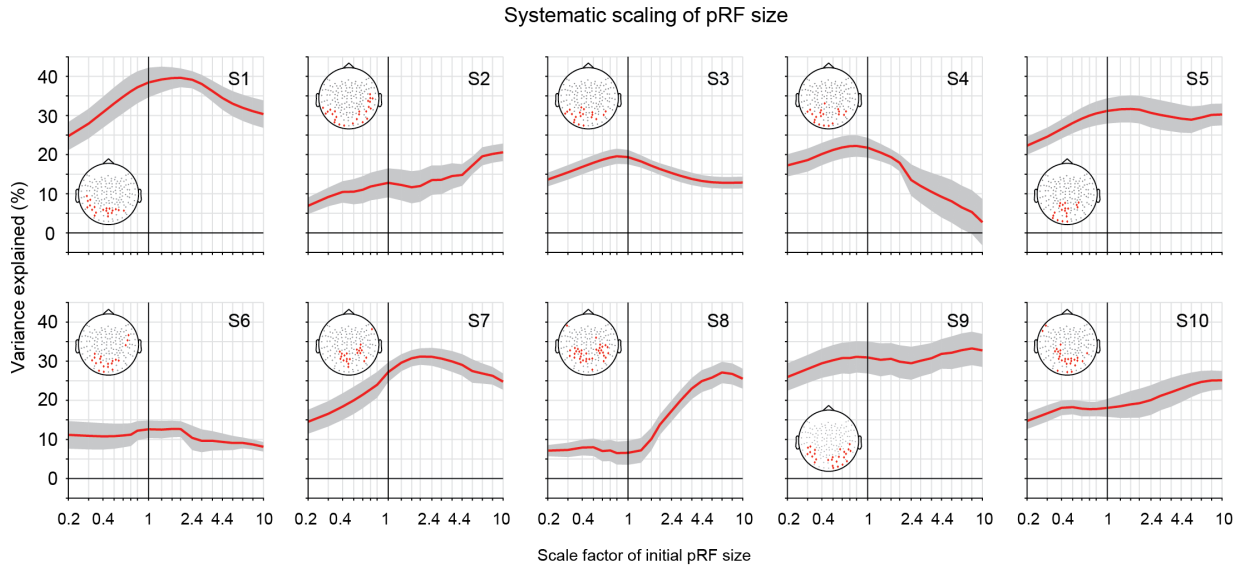 Systematic scaling of pRF size
Variance explained (%)
40
30
20
10
0
S1
S2
S3
S4
S5
40
30
20
10
0
S6
S7
S8
S9
S10
0.2 0.4 1 2.4 4.4 10
0.2 0.4 1 2.4 4.4 10
0.2 0.4 1 2.4 4.4 10
0.2 0.4 1 2.4 4.4 10
0.2 0.4 1 2.4 4.4 10
Scale factor of initial pRF size